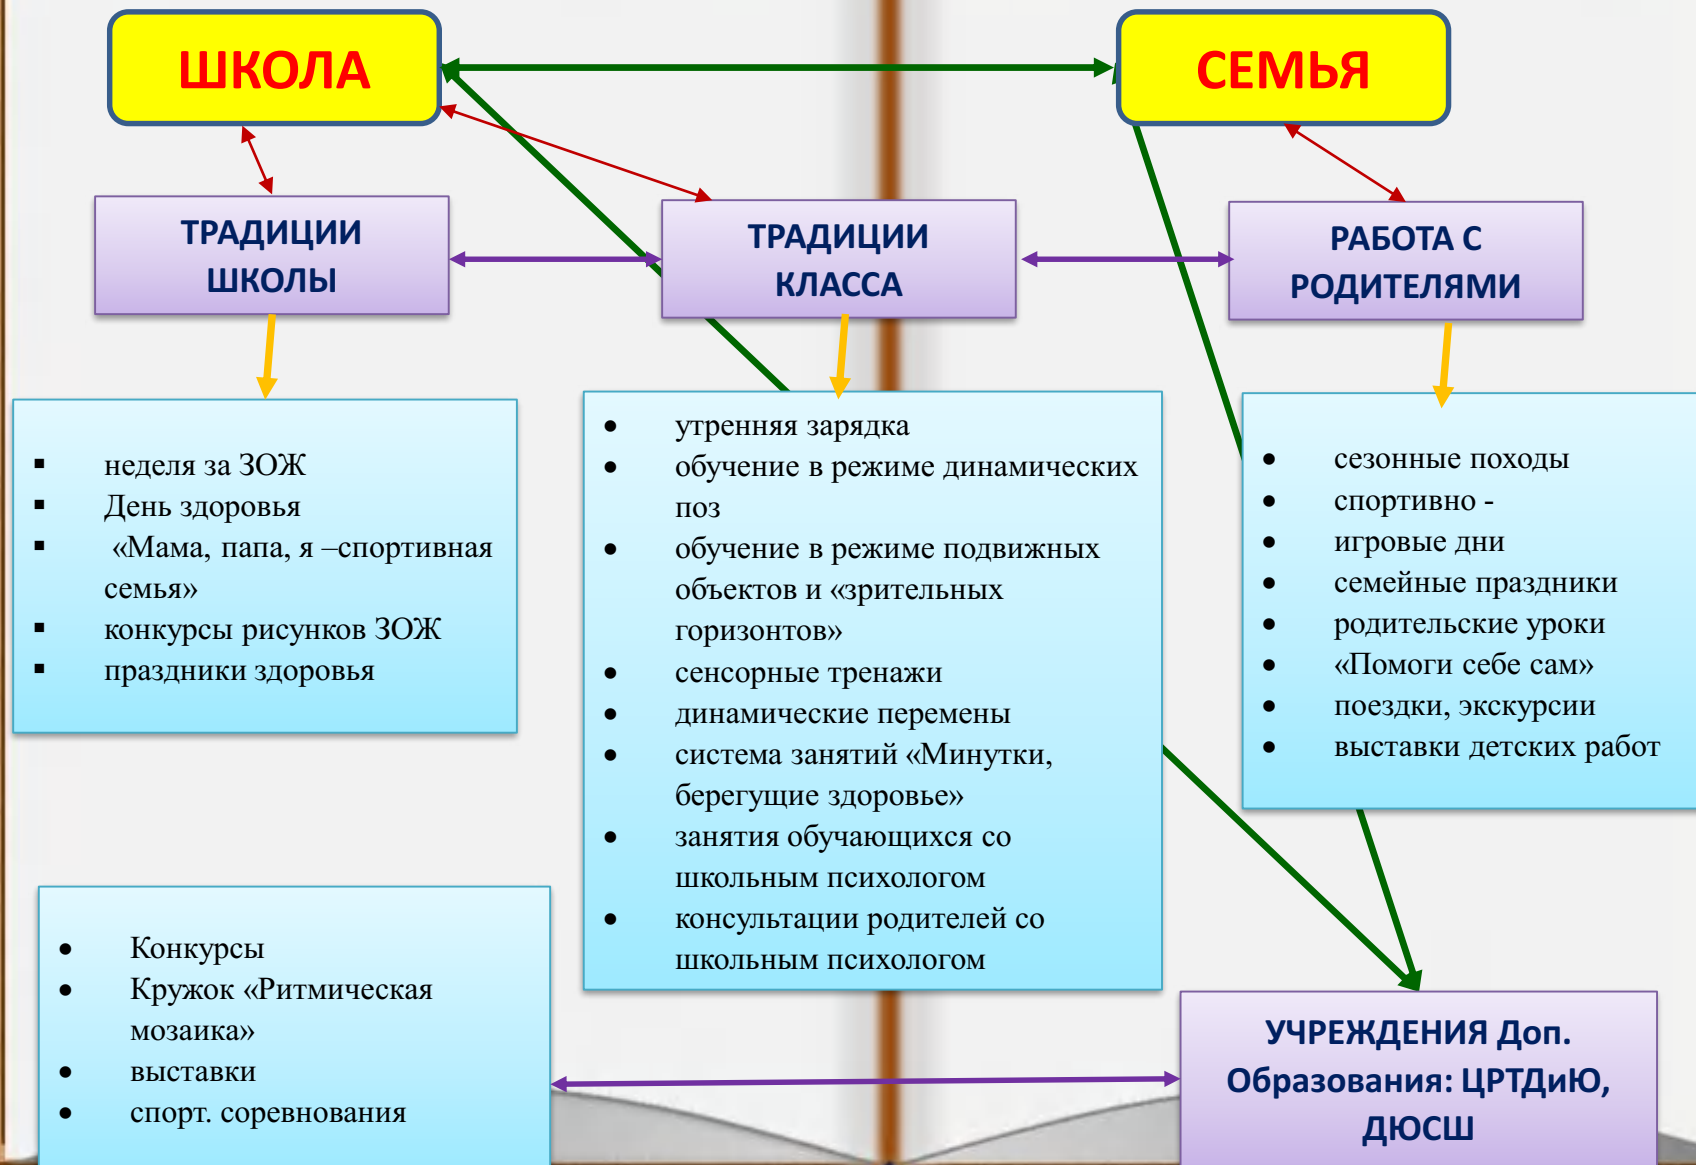 ШКОЛА
СЕМЬЯ
ТРАДИЦИИ
ШКОЛЫ
ТРАДИЦИИ
КЛАССА
РАБОТА С
РОДИТЕЛЯМИ
▪ неделя за ЗОЖ
▪ День здоровья
▪ «Мама, папа, я –спортивная
семья»
▪ конкурсы рисунков ЗОЖ
▪ праздники здоровья
• утренняя зарядка
• обучение в режиме динамических
поз
• обучение в режиме подвижных
объектов и «зрительных
горизонтов»
• сенсорные тренажи
• динамические перемены
• система занятий «Минутки,
берегущие здоровье»
• занятия обучающихся со
школьным психологом
• консультации родителей со
школьным психологом
• сезонные походы
• спортивно -
• игровые дни
• семейные праздники
• родительские уроки
• «Помоги себе сам»
• поездки, экскурсии
• выставки детских работ
• Конкурсы
• Кружок «Ритмическая
мозаика»
• выставки
• спорт. соревнования
УЧРЕЖДЕНИЯ Доп.
Образования: ЦРТДиЮ,
ДЮСШ